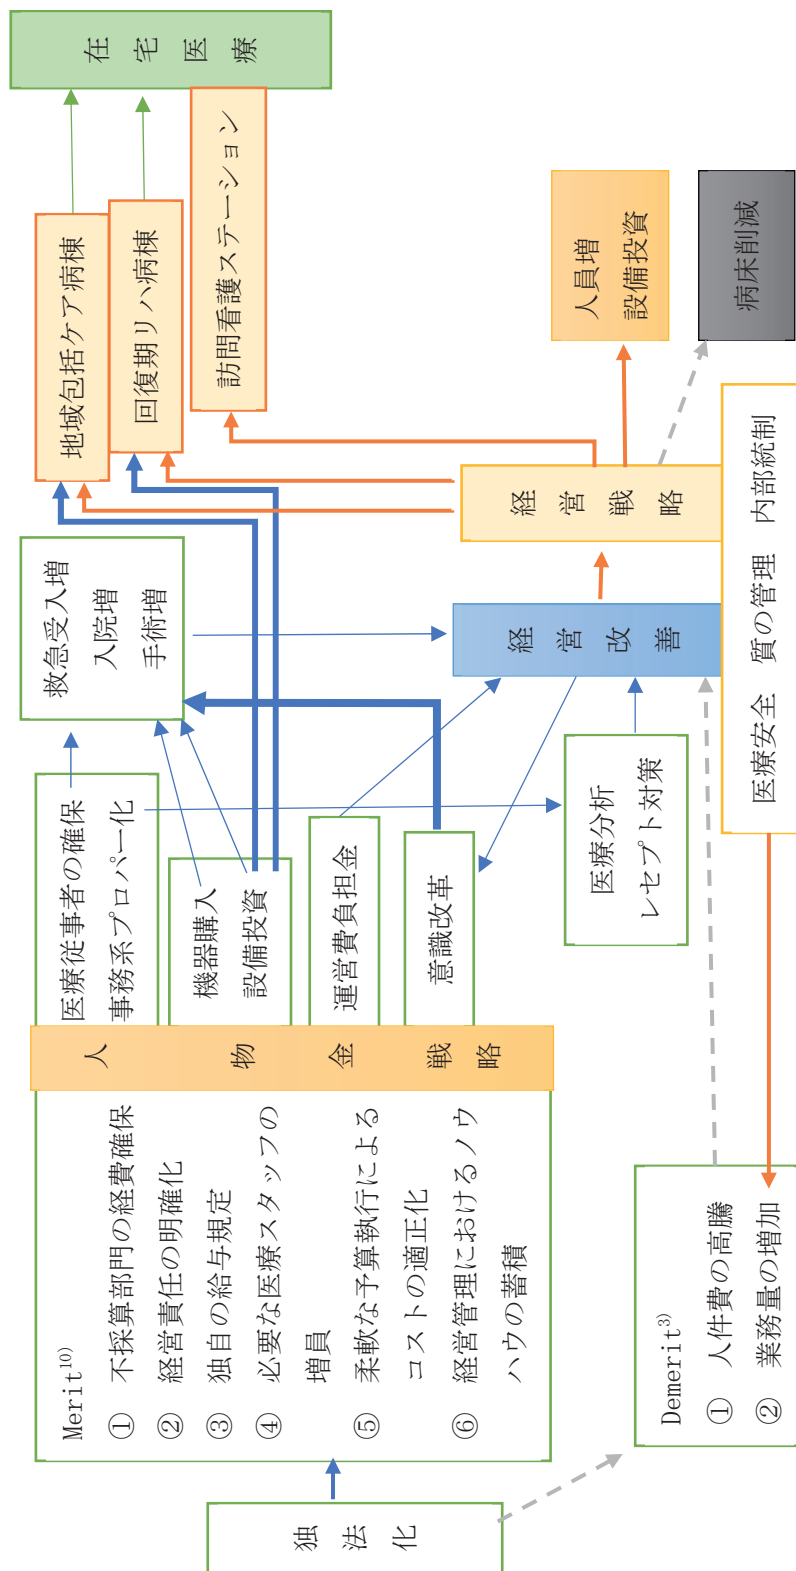 独法化
Merit10)
① 不採算部門の経費確保
② 経営責任の明確化
③ 独自の給与規定
④ 必要な医療スタッフの
増員
⑤ 柔軟な予算執行による
コストの適正化
⑥ 経営管理におけるノウ
ハウの蓄積
人 物 金 戦略
Demerit3)
① 人件費の高騰
② 業務量の増加
医療従事者の確保
事務系プロパー化
機器購入
設備投資
運営費負担金
意識改革
医療分析
レセプト対策
救急受入増
入院増
手術増
経営改善
経営戦略
医療安全 質の管理 内部統制
地域包括ケア病棟
回復期リハ病棟
訪問看護ステーション
人員増
設備投資
病床削減
在宅医療